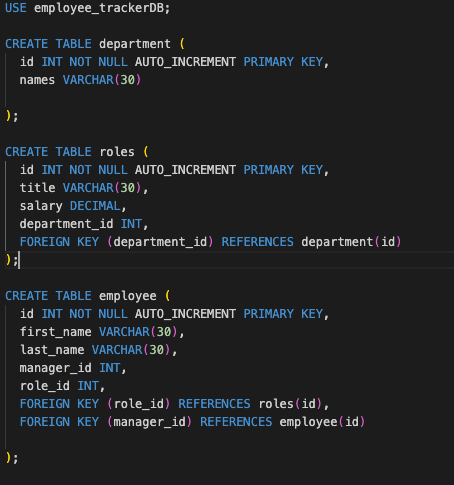 USE employee_trackerDB;
CREATE TABLE department (
id INT NOT NULL AUTO_INCREMENT PRIMARY KEY,
names VARCHAR(30)
);
CREATE TABLE roles (
id INT NOT NULL AUTO_INCREMENT PRIMARY KEY,
title VARCHAR(30),
salary DECIMAL,
department_id INT,
FOREIGN KEY (department_id) REFERENCES department(id)
);
CREATE TABLE employee (
id INT NOT NULL AUTO_INCREMENT PRIMARY KEY,
first_name VARCHAR(30),
last_name VARCHAR(30),
manager_id INT,
role_id INT,
FOREIGN KEY (role_id) REFERENCES roles(id),
FOREIGN KEY (manager_id) REFERENCES employee(id)
);